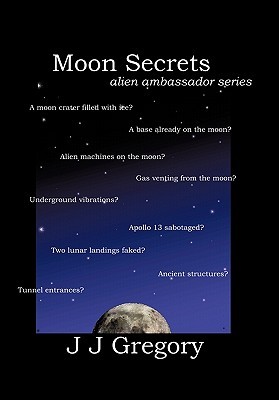 Moon Secrets
alien ambassador series
A moon crater filled with ice?
A base already on the moon?
Alien machines on the moon?
Gas venting from the moon?
Underground vibrations?
Apollo 13 sabotaged?
Two lunar landings faked?
Ancient structures?
Tunnel entrances?
J J Gregory